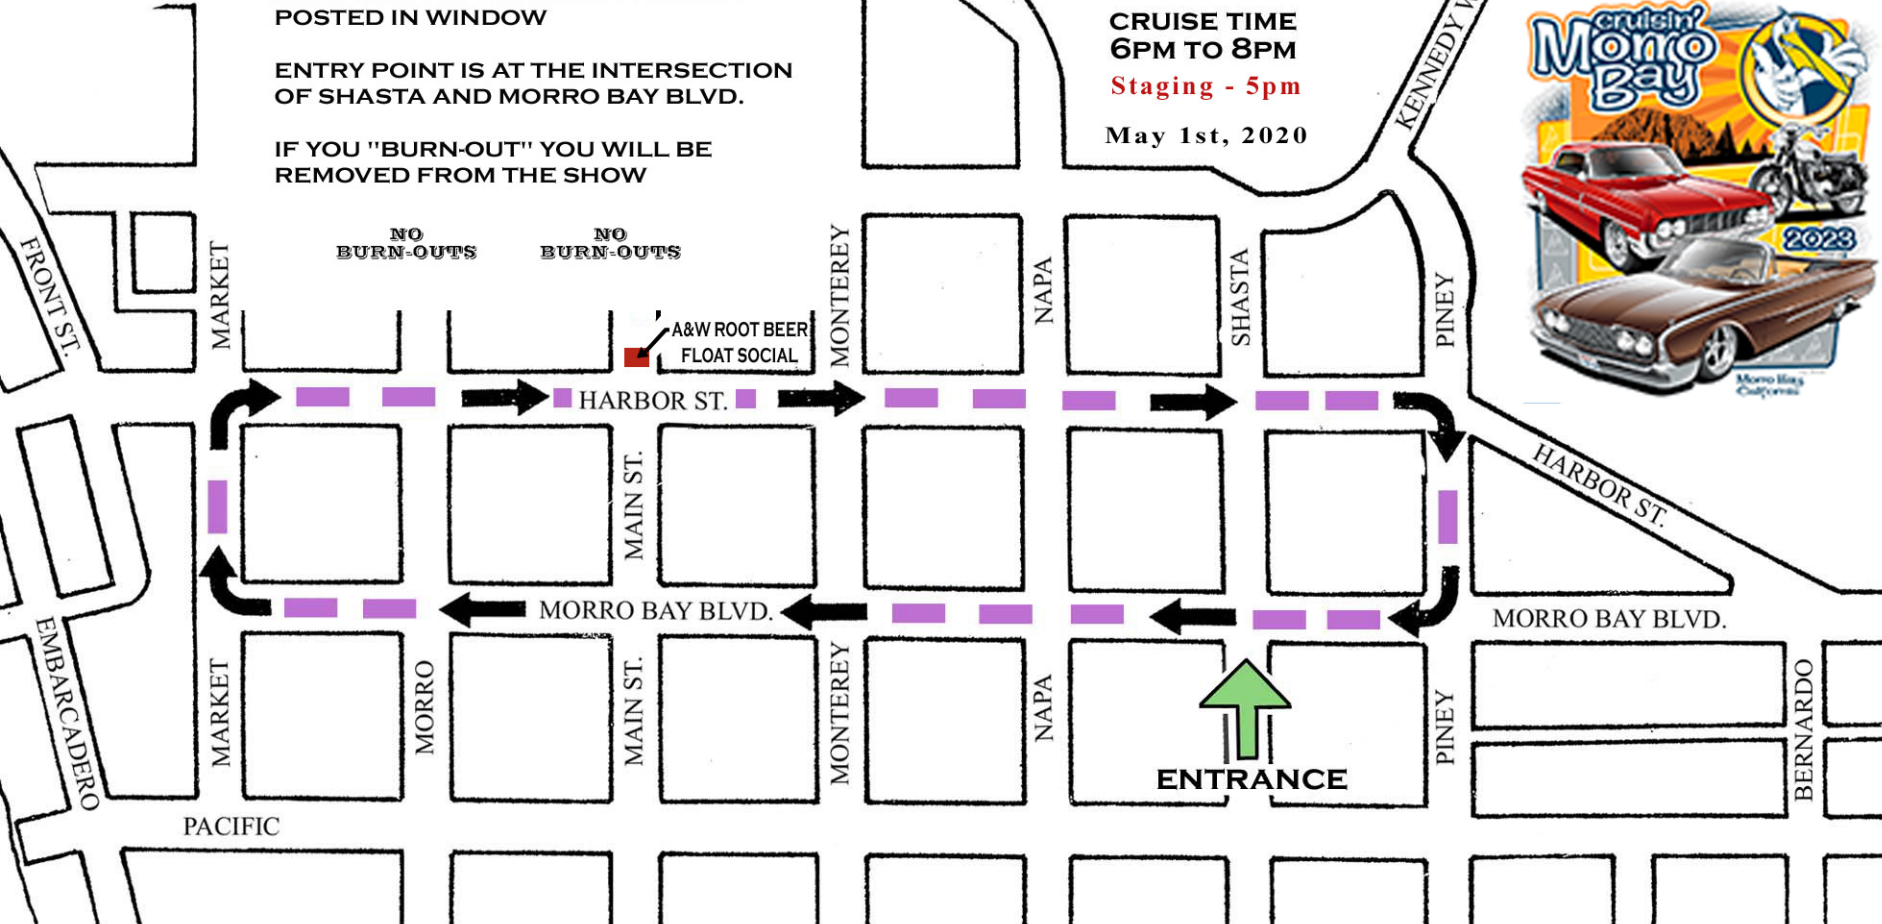 POSTED IN WINDOW
ENTRY POINT IS AT THE INTERSECTION
OF SHASTA AND MORRO BAY BLVD.
IF YOU "BURN-OUT" YOU WILL BE
REMOVED FROM THE SHOW
CRUISE TIME
6PM TO 8PM
Staging - 5pm
May 1st, 2020
cruisin'
Morro
Bay
2023
Morro Bay
California
KENNEDY
NO
BURN-OUTS
NO
BURN-OUTS
FRONT ST.
MARKET
MONTEREY
NAPA
SHASTA
PINEY
A&W ROOT BEER
FLOAT SOCIAL
HARBOR ST.
HARBOR ST.
MAIN ST.
MORRO BAY BLVD.
MORRO BAY BLVD.
EMBARCADERO
MARKET
MORRO
MAIN ST.
MONTEREY
NAPA
PINEY
BERNARDO
ENTRANCE
PACIFIC